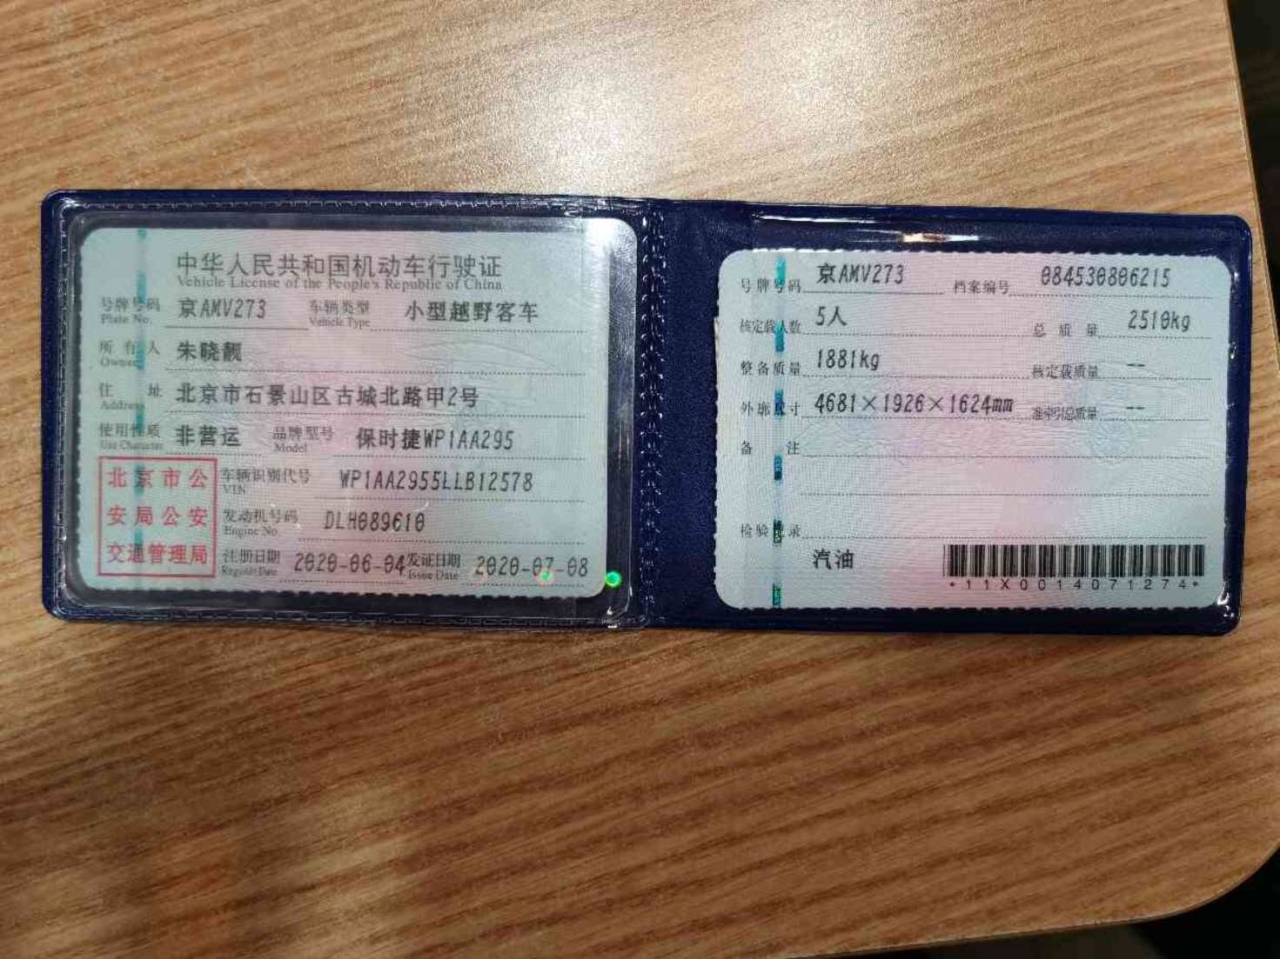 中华人民共和国机动车行驶证
Vehicle License of the People's Republic of China
号牌号码 京AMV273 车辆类型 小型越野客车
Plate No. Vehicle Type
所有人 朱晓靓
Owner
住址 北京市石景山区古城北路甲2号
Address
使用性质 非营运 品牌型号 保时捷WP1AA295
Use Character Model
北京市公
安局公安
交通管理局
车辆识别代号 WP1AA2955LLB12578
VIN
发动机号码 DLH089610
Engine No.
注册日期 2020-06-04 发证日期 2020-07-08
Register Date Issue Date
号牌号码 京AMV273 档案编号 084530806215
核定载人数 5人 总质量 2510kg
整备质量 1881kg 核定载质量 --
外廓尺寸 4681×1926×1624mm 准牵引总质量 --
备注
检验记录
汽油
*11X0014071274*